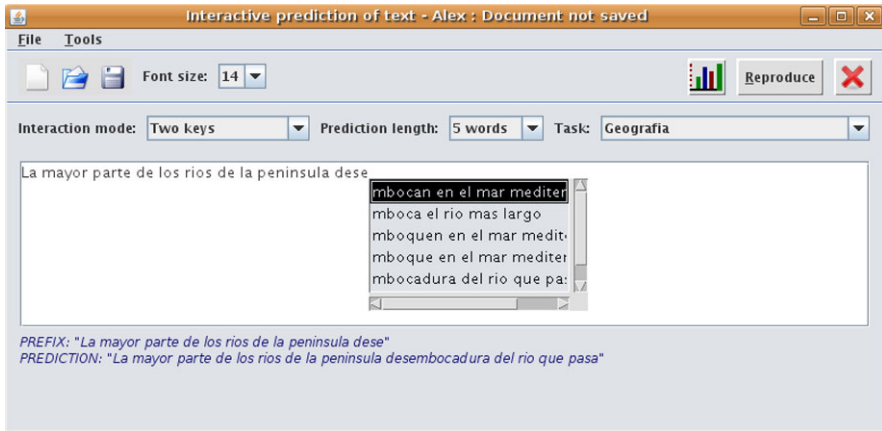 Interactive prediction of text - Alex : Document not saved
File Tools
Font size: 14 Reproduce
Interaction mode: Two keys Prediction length: 5 words Task: Geografia
La mayor parte de los rios de la peninsula dese
mbocan en el mar mediter
mboca el rio mas largo
mboquen en el mar medit
mboque en el mar mediter
mbocadura del rio que pa
PREFIX: "La mayor parte de los rios de la peninsula dese"
PREDICTION: "La mayor parte de los rios de la peninsula desembocadura del rio que pasa"